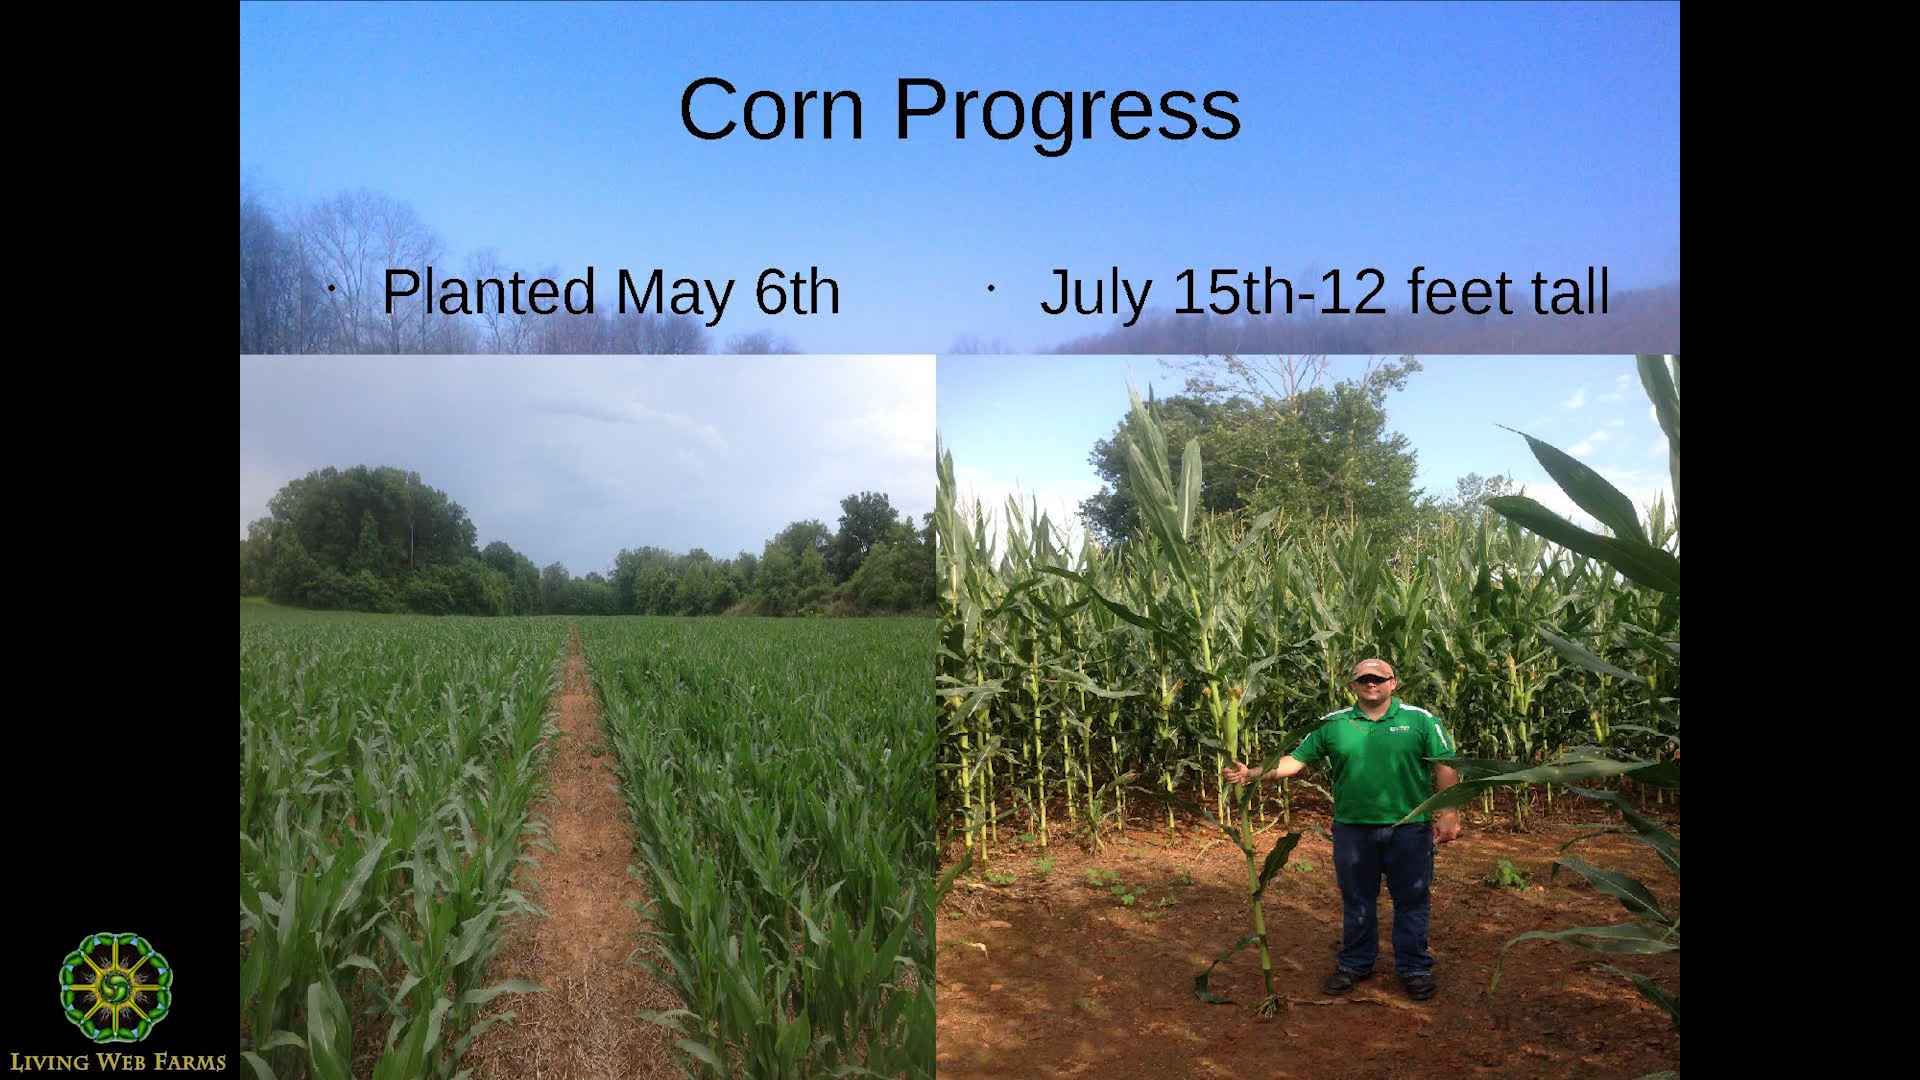 Corn Progress
· Planted May 6th
· July 15th-12 feet tall
LIVING WEB FARMS